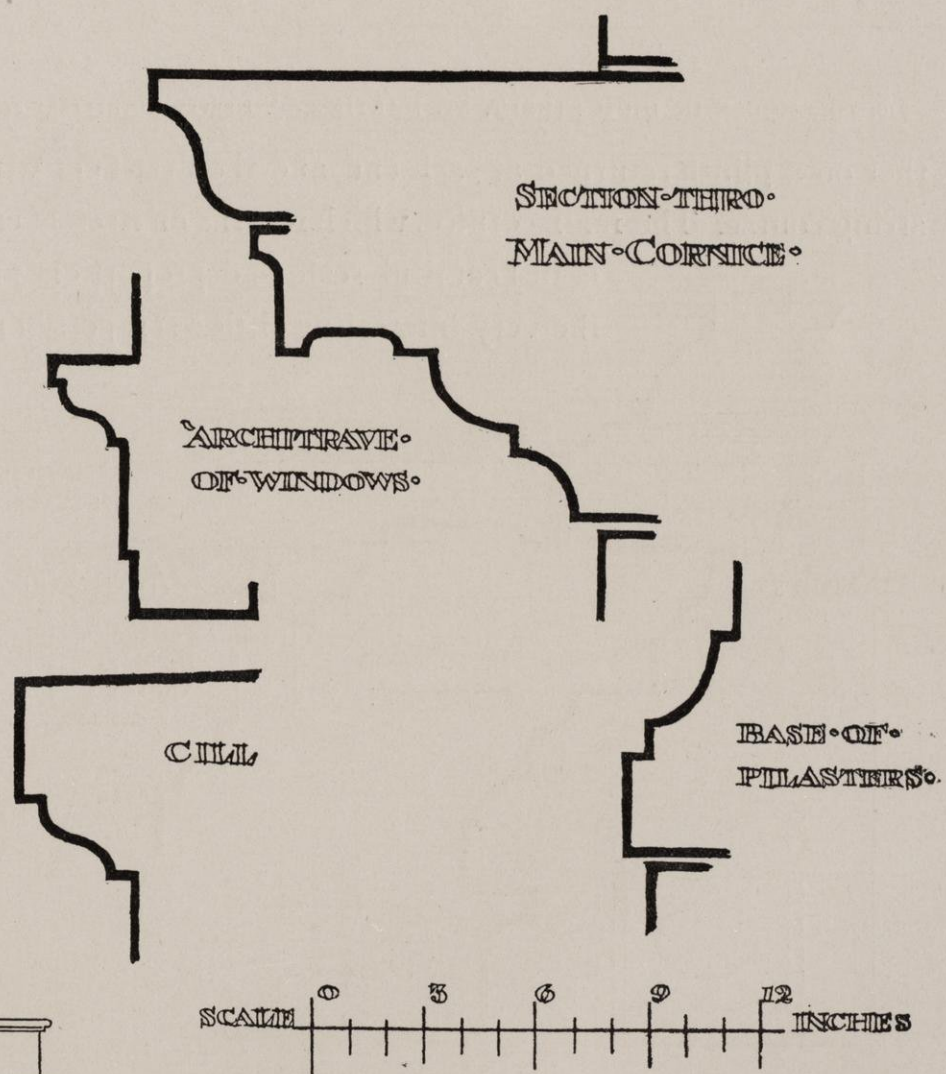 SECTION·THRO·
MAIN·CORNICE·
ARCHITRAVE·
OF·WINDOWS·
CILL
BASE·OF·
PILASTERS·
0 3 6 9 12
SCALE INCHES